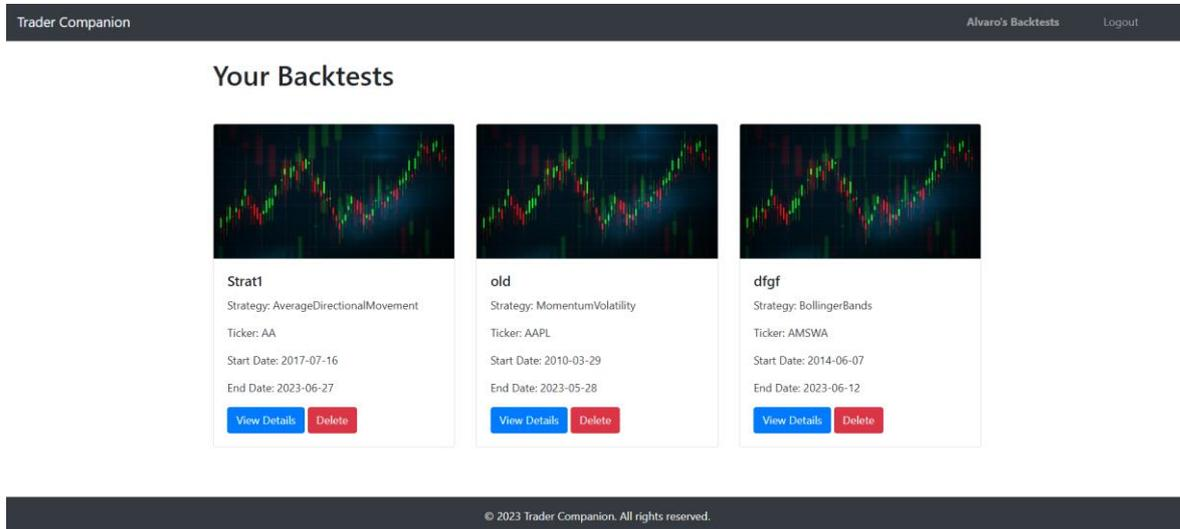 Trader Companion
Alvaro's Backtests
Logout
Your Backtests
Strat1
Strategy: AverageDirectionalMovement
Ticker: AA
Start Date: 2017-07-16
End Date: 2023-06-27
View Details
Delete
old
Strategy: MomentumVolatility
Ticker: AAPL
Start Date: 2010-03-29
End Date: 2023-05-28
View Details
Delete
dfgf
Strategy: BollingerBands
Ticker: AMSWA
Start Date: 2014-06-07
End Date: 2023-06-12
View Details
Delete
© 2023 Trader Companion. All rights reserved.